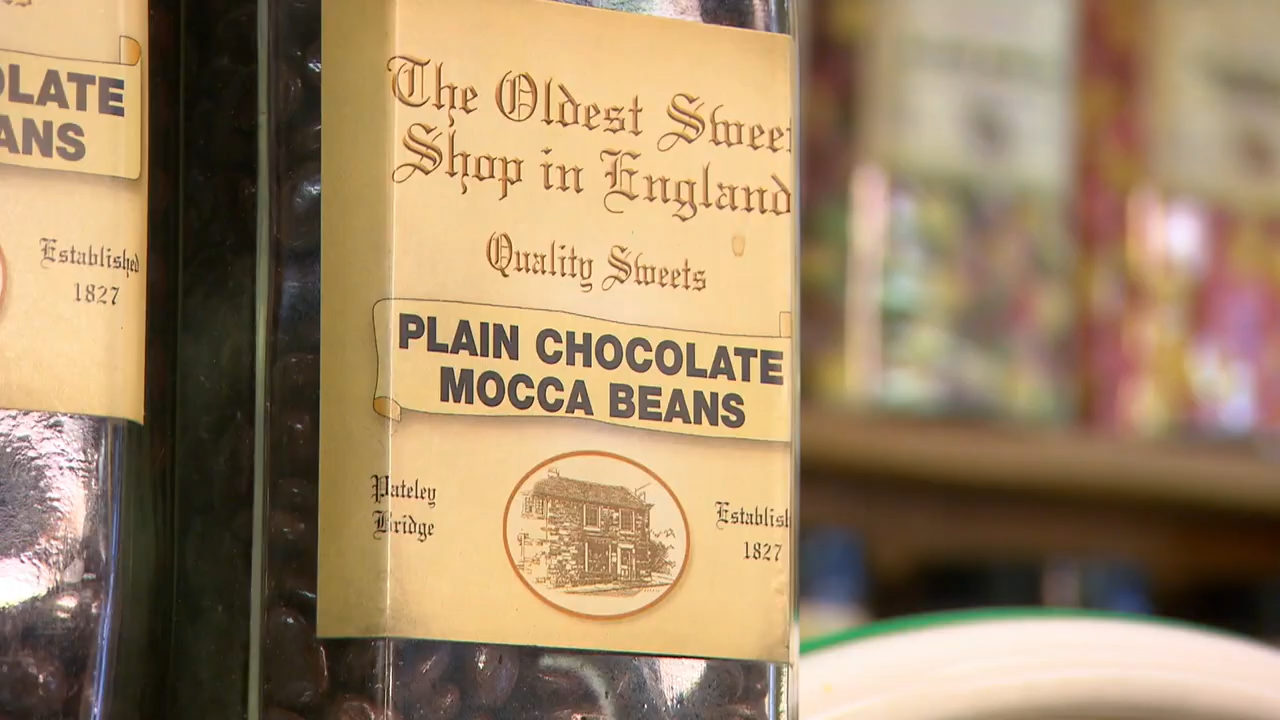 OLATE
ANS
Established
1827
The Oldest Sweet
Shop in England
Quality Sweets
PLAIN CHOCOLATE
MOCCA BEANS
Pateley
Bridge
Establish
1827